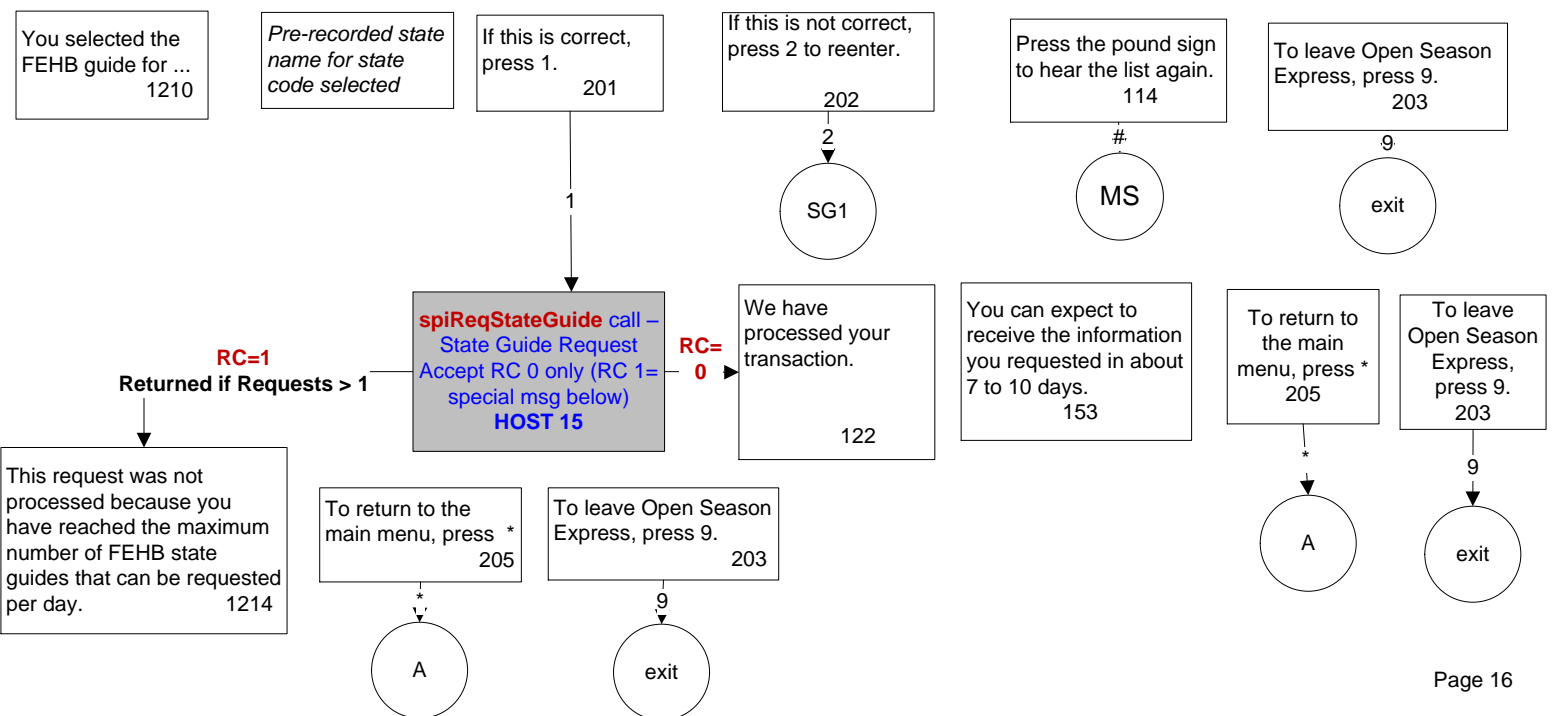 You selected the
FEHB guide for ...
1210
Pre-recorded state
name for state
code selected
If this is correct,
press 1.
201
If this is not correct,
press 2 to reenter.
202
Press the pound sign
to hear the list again.
114
To leave Open Season
Express, press 9.
203
1
2
SG1
#
MS
9
exit
RC=1
Returned if Requests > 1
spiReqStateGuide call –
State Guide Request
Accept RC 0 only (RC 1=
special msg below)
HOST 15
RC=
0
We have
processed your
transaction.
122
You can expect to
receive the information
you requested in about
7 to 10 days.
153
To return to
the main
menu, press *
205
To leave
Open Season
Express,
press 9.
203
*
A
9
exit
This request was not
processed because you
have reached the maximum
number of FEHB state
guides that can be requested
per day. 1214
To return to the
main menu, press *
205
To leave Open Season
Express, press 9.
203
*
A
9
exit
Page 16